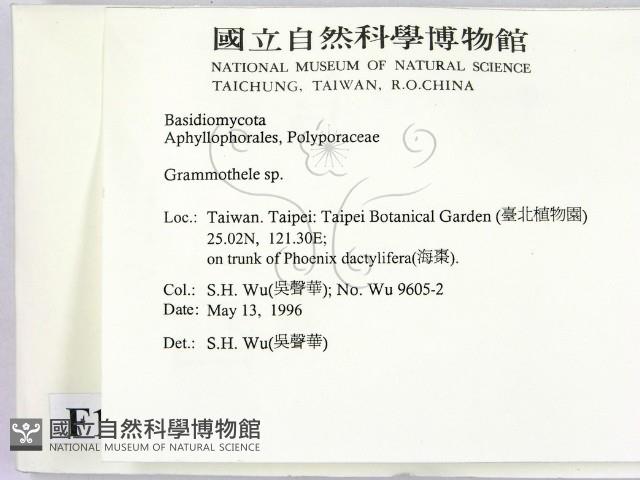 國立自然科學博物館
NATIONAL MUSEUM OF NATURAL SCIENCE
TAICHUNG, TAIWAN, R.O.CHINA
Basidiomycota
Aphyllophorales, Polyporaceae
Grammothele sp.
Loc.: Taiwan. Taipei: Taipei Botanical Garden (臺北植物園)
25.02N, 121.30E;
on trunk of Phoenix dactylifera(海棗).
Col.: S.H. Wu(吳聲華); No. Wu 9605-2
Date: May 13, 1996
Det.: S.H. Wu(吳聲華)
國立自然科學博物館
NATIONAL MUSEUM OF NATURAL SCIENCE